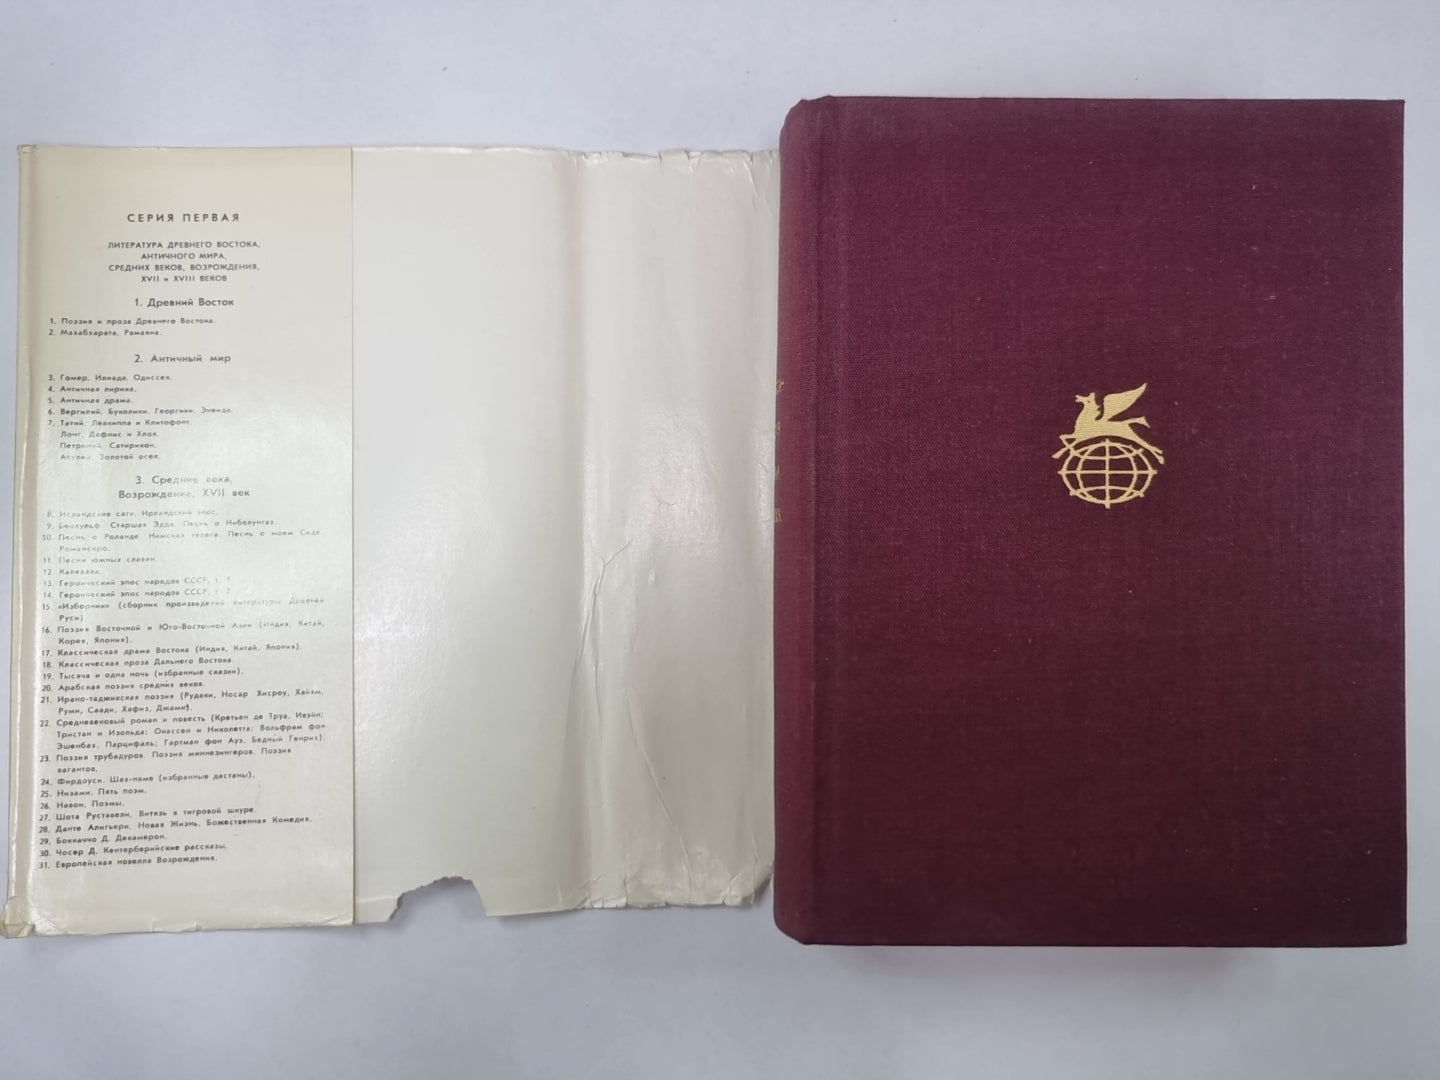 СЕРИЯ ПЕРВАЯ
ЛИТЕРАТУРА ДРЕВНЕГО ВОСТОКА,
АНТИЧНОГО МИРА,
СРЕДНИХ ВЕКОВ, ВОЗРОЖДЕНИЯ,
XVII и XVIII ВЕКОВ
1. Древний Восток
1. Поэзия и проза Древнего Востока.
2. Махабхарата. Рамаяна.
2. Античный мир
3. Гомер, Илиада, Одиссея.
4. Античная лирика.
5. Античная драма.
6. Вергилий. Буколики. Георгики. Энеида.
7. Татий. Левкиппа и Клитофонт.
Лонг. Дафнис и Хлоя.
Петроний. Сатирикон.
Апулей. Золотой осел.
3. Средние века,
Возрождение, XVII век
8. Исландские саги. Ирландский эпос.
9. Беовульф. Старшая Эдда. Песнь о Нибелунгах.
10. Песнь о Роланде. Нимская телега. Песнь о моем Сиде.
Романсеро.
11. Песни южных славян.
12. Калевала.
13. Героический эпос народов СССР, т. 1
14. Героический эпос народов СССР, т. 2
15. «Изборник» (сборник произведений литературы Древней
Руси)
16. Поэзия Восточной и Юго-Восточной Азии (Индия, Китай,
Корея, Япония).
17. Классическая драма Востока (Индия, Китай, Япония).
18. Классическая проза Дальнего Востока.
19. Тысяча и одна ночь (избранные сказки).
20. Арабская поэзия средних веков.
21. Ирано-таджикская поэзия (Рудаки, Носир Хисроу, Хайям,
Руми, Саади, Хафиз, Джами).
22. Средневековый роман и повесть (Кретьен де Труа, Ивэйн;
Тристан и Изольда; Окассен и Николетта; Вольфрам фон
Эшенбах, Парцифаль; Гартман фон Ауэ, Бедный Генрих).
23. Поэзия трубадуров. Поэзия миннезингеров. Поэзия
вагантов.
24. Фирдоуси. Шах-наме (избранные дастаны).
25. Низами. Пять поэм.
26. Навои, Поэмы.
27. Шота Руставели. Витязь в тигровой шкуре.
28. Данте Алигьери. Новая Жизнь. Божественная Комедия.
29. Боккаччо Д. Декамерон.
30. Чосер Д. Кентерберийские рассказы.
31. Европейская новелла Возрождения.